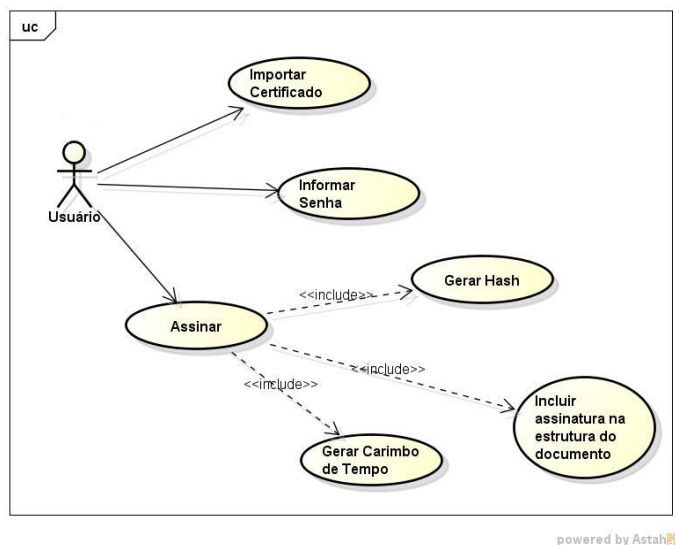 uc
Importar
Certificado
Informar
Senha
Usuário
Gerar Hash
<<include>>
Assinar
<<include>>
<<include>>
Incluir
assinatura na
estrutura do
documento
Gerar Carimbo
de Tempo
powered by Astah